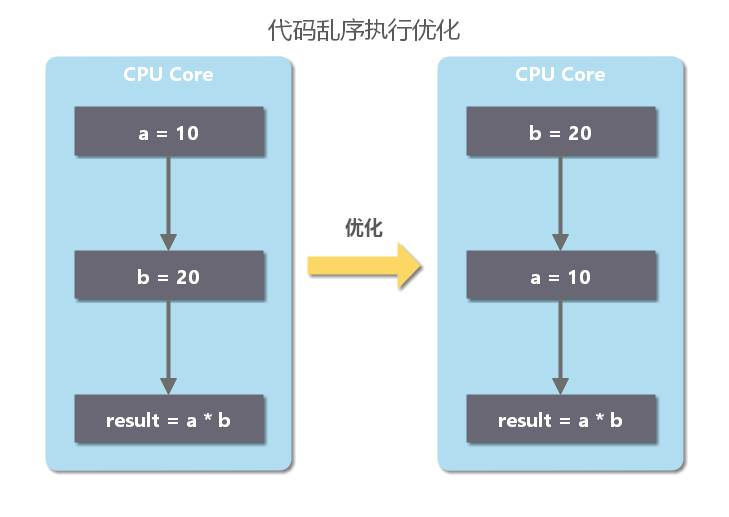 代码乱序执行优化
CPU Core
a = 10
b = 20
result = a * b
优化
CPU Core
b = 20
a = 10
result = a * b